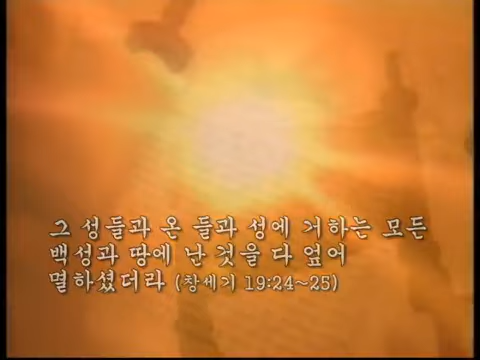 그 성들과 온 들과 성에 거하는 모든
백성과 땅에 난 것을 다 엎어
멸하셨더라 (창세기 19:24~25)